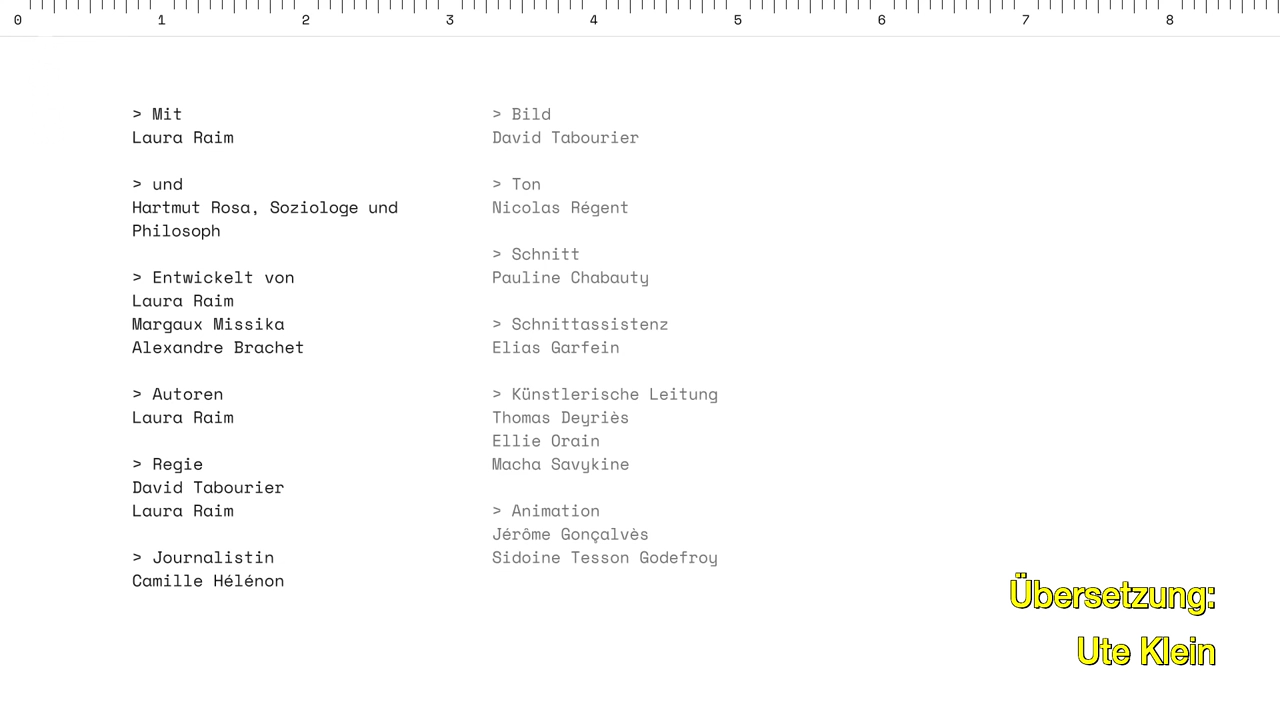 0 1 2 3 4 5 6 7 8
> Mit
Laura Raim
> und
Hartmut Rosa, Soziologe und
Philosoph
> Entwickelt von
Laura Raim
Margaux Missika
Alexandre Brachet
> Autoren
Laura Raim
> Regie
David Tabourier
Laura Raim
> Journalistin
Camille Hélénon
> Bild
David Tabourier
> Ton
Nicolas Régent
> Schnitt
Pauline Chabauty
> Schnittassistenz
Elias Garfein
> Künstlerische Leitung
Thomas Deyriès
Ellie Orain
Macha Savykine
> Animation
Jérôme Gonçalvès
Sidoine Tesson Godefroy
Übersetzung:
Ute Klein